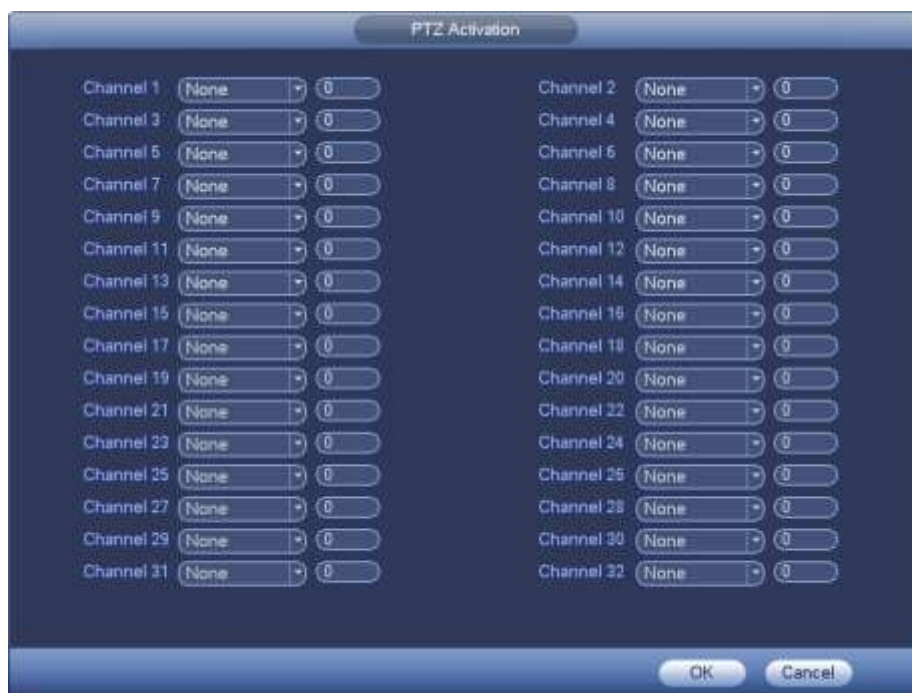 PTZ Activation
Channel 1 None 0 Channel 2 None 0
Channel 3 None 0 Channel 4 None 0
Channel 5 None 0 Channel 6 None 0
Channel 7 None 0 Channel 8 None 0
Channel 9 None 0 Channel 10 None 0
Channel 11 None 0 Channel 12 None 0
Channel 13 None 0 Channel 14 None 0
Channel 15 None 0 Channel 16 None 0
Channel 17 None 0 Channel 18 None 0
Channel 19 None 0 Channel 20 None 0
Channel 21 None 0 Channel 22 None 0
Channel 23 None 0 Channel 24 None 0
Channel 25 None 0 Channel 26 None 0
Channel 27 None 0 Channel 28 None 0
Channel 29 None 0 Channel 30 None 0
Channel 31 None 0 Channel 32 None 0
OK Cancel